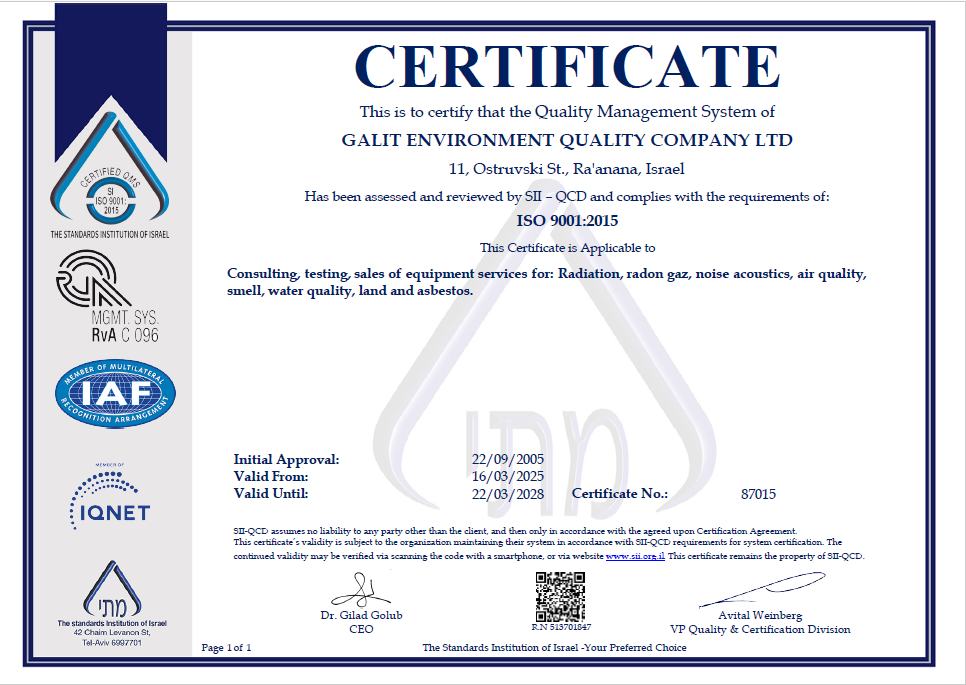 CERTIFICATE
This is to certify that the Quality Management System of
GALIT ENVIRONMENT QUALITY COMPANY LTD
11, Ostruvski St., Ra'anana, Israel
Has been assessed and reviewed by SII – QCD and complies with the requirements of:
ISO 9001:2015
This Certificate is Applicable to
Consulting, testing, sales of equipment services for: Radiation, radon gaz, noise acoustics, air quality,
smell, water quality, land and asbestos.
מתי
Initial Approval: 22/09/2005
Valid From: 16/03/2025
Valid Until: 22/03/2028 Certificate No.: 87015
SII-QCD assumes no liability to any party other than the client, and then only in accordance with the agreed upon Certification Agreement.
This certificate's validity is subject to the organization maintaining their system in accordance with SII-QCD requirements for system certification. The
continued validity may be verified via scanning the code with a smartphone, or via website www.sii.org.il This certificate remains the property of SII-QCD.
Dr. Gilad Golub
CEO
R.N 513701847
Avital Weinberg
VP Quality & Certification Division
Page 1 of 1
The Standards Institution of Israel -Your Preferred Choice
CERTIFIED QMS
SI
ISO 9001:
2015
THE STANDARDS INSTITUTION OF ISRAEL
MGMT. SYS.
RvA C 096
MEMBER OF MULTILATERAL
IAF
RECOGNITION ARRANGEMENT
MEMBER OF
IQNET
מתי
The standards Institution of Israel
42 Chaim Levanon St,
Tel-Aviv 6997701